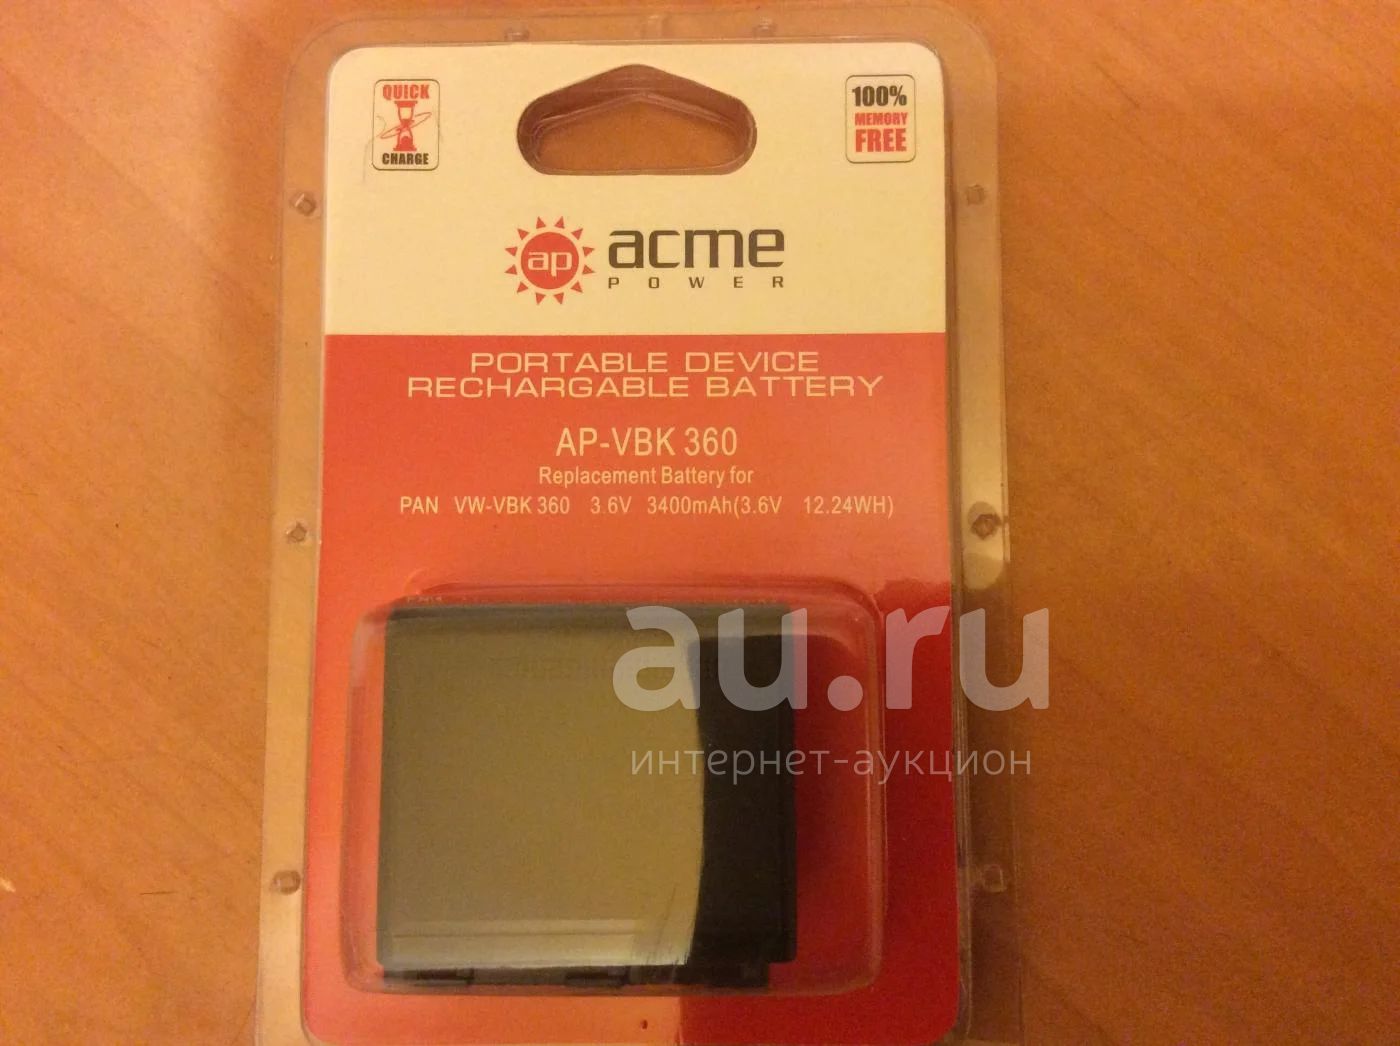 QUICK
CHARGE
100%
MEMORY
FREE
ap
acme
POWER
PORTABLE DEVICE
RECHARGABLE BATTERY
AP-VBK 360
Replacement Battery for
PAN VW-VBK 360 3.6V 3400mAh(3.6V 12.24WH)
au.ru
интернет-аукцион